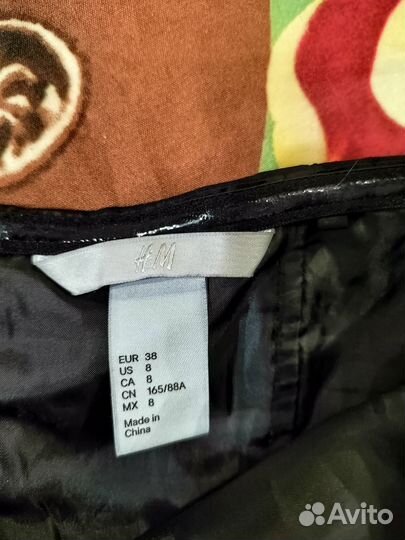 H&M
EUR 38
US 8
CA 8
CN 165/88A
MX 8
Made in
China
Avito